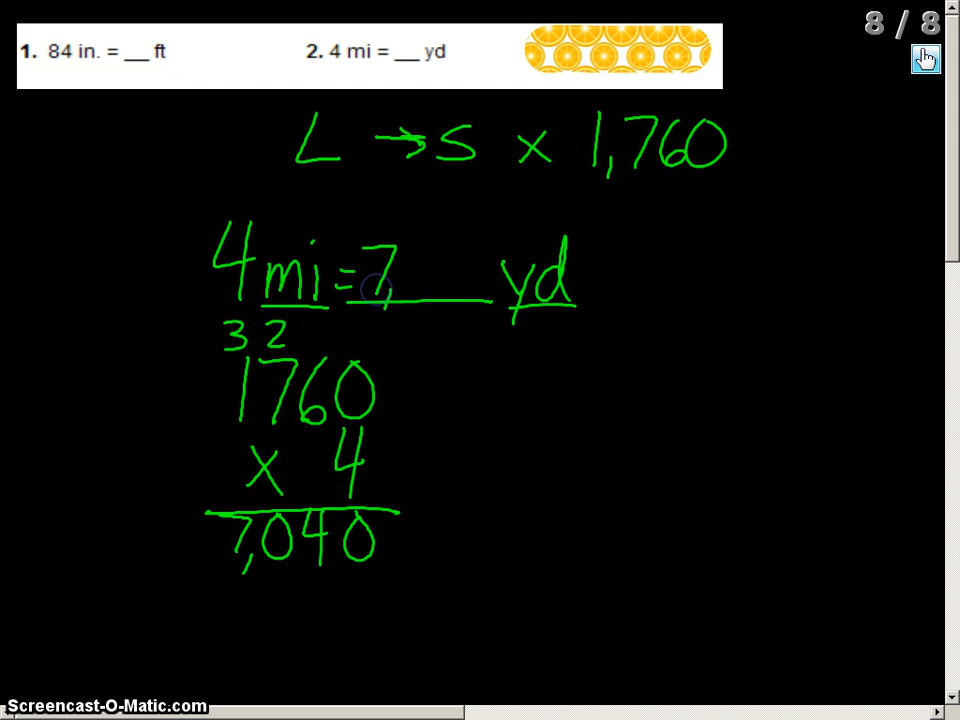 8 / 8
1. 84 in. = __ ft 2. 4 mi = __ yd
L → S × 1,760
4 mi = 7, yd
3 2
1760
× 4
7,040
Screencast-O-Matic.com